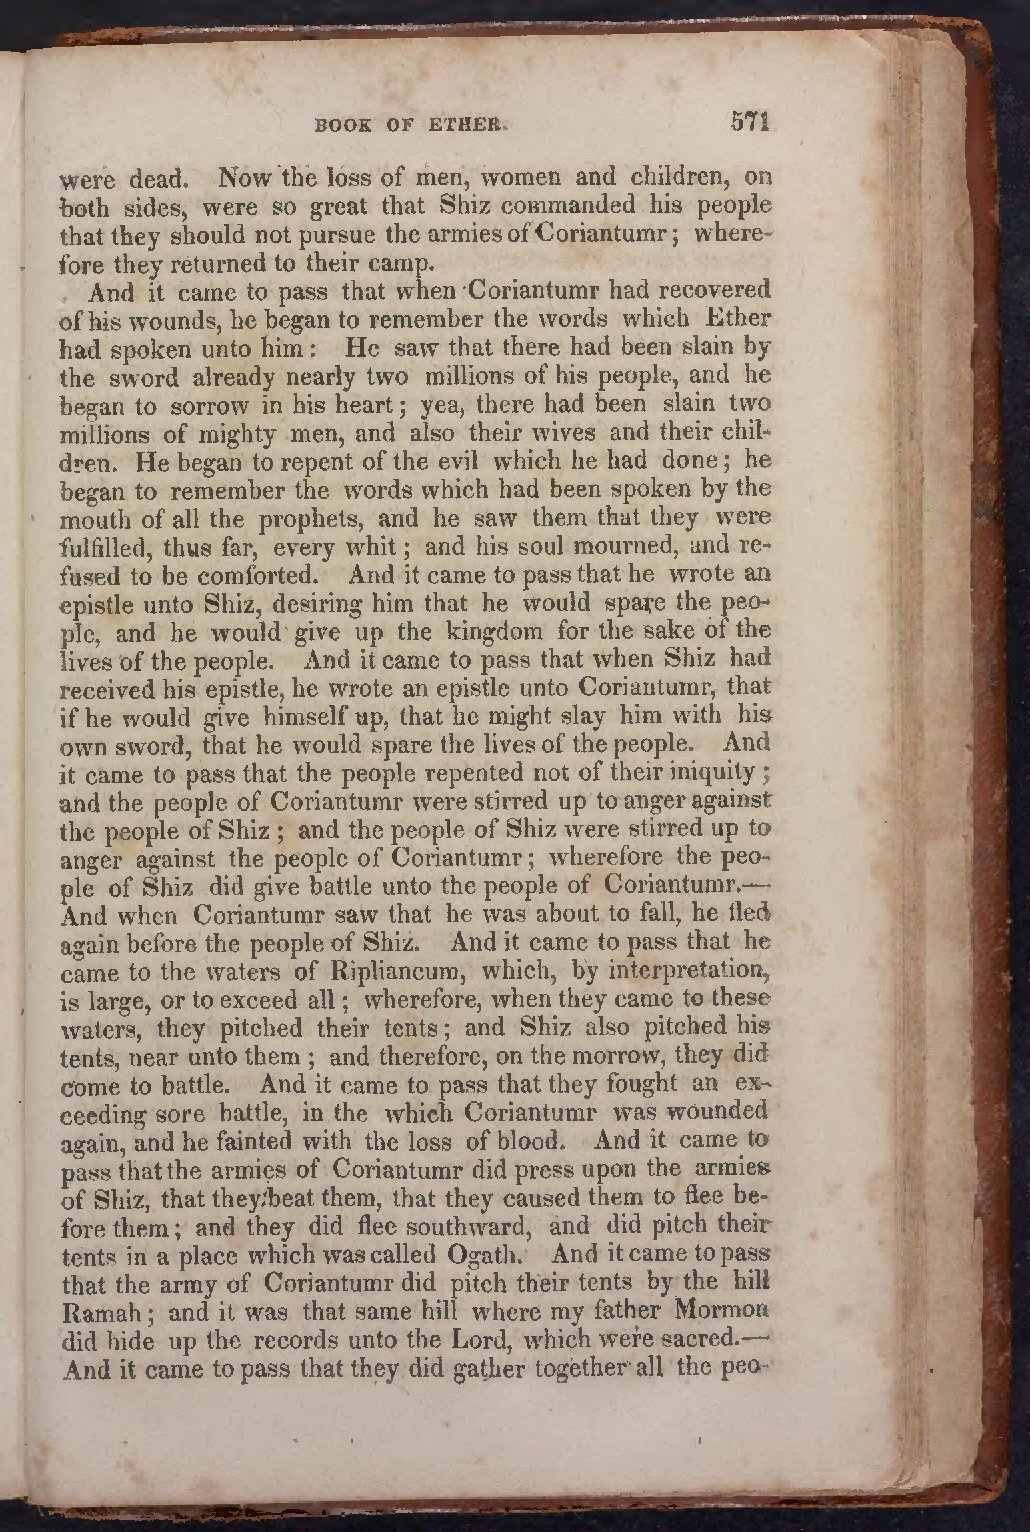 BOOK OF ETHER. 571
were dead. Now the loss of men, women and children, on
both sides, were so great that Shiz commanded his people
that they should not pursue the armies of Coriantumr; where-
fore they returned to their camp.
And it came to pass that when Coriantumr had recovered
of his wounds, he began to remember the words which Ether
had spoken unto him: He saw that there had been slain by
the sword already nearly two millions of his people, and he
began to sorrow in his heart; yea, there had been slain two
millions of mighty men, and also their wives and their chil-
dren. He began to repent of the evil which he had done; he
began to remember the words which had been spoken by the
mouth of all the prophets, and he saw them that they were
fulfilled, thus far, every whit; and his soul mourned, and re-
fused to be comforted. And it came to pass that he wrote an
epistle unto Shiz, desiring him that he would spare the peo-
ple, and he would give up the kingdom for the sake of the
lives of the people. And it came to pass that when Shiz had
received his epistle, he wrote an epistle unto Coriantumr, that
if he would give himself up, that he might slay him with his
own sword, that he would spare the lives of the people. And
it came to pass that the people repented not of their iniquity;
and the people of Coriantumr were stirred up to anger against
the people of Shiz; and the people of Shiz were stirred up to
anger against the people of Coriantumr; wherefore the peo-
ple of Shiz did give battle unto the people of Coriantumr.—
And when Coriantumr saw that he was about to fall, he fled
again before the people of Shiz. And it came to pass that he
came to the waters of Ripliancum, which, by interpretation,
is large, or to exceed all; wherefore, when they came to these
waters, they pitched their tents; and Shiz also pitched his
tents, near unto them; and therefore, on the morrow, they did
come to battle. And it came to pass that they fought an ex-
ceeding sore battle, in the which Coriantumr was wounded
again, and he fainted with the loss of blood. And it came to
pass that the armies of Coriantumr did press upon the armies
of Shiz, that they beat them, that they caused them to flee be-
fore them; and they did flee southward, and did pitch their
tents in a place which was called Ogath. And it came to pass
that the army of Coriantumr did pitch their tents by the hill
Ramah; and it was that same hill where my father Mormon
did hide up the records unto the Lord, which were sacred.—
And it came to pass that they did gather together all the peo-